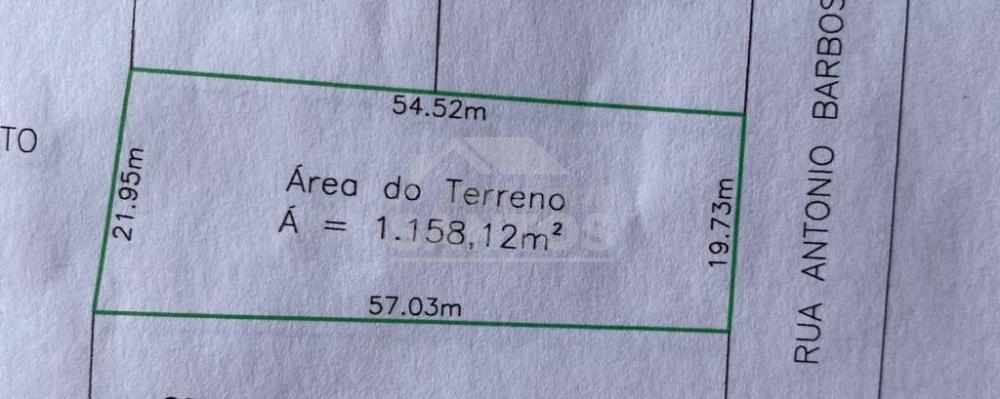 54.52m
TO
21.95m
Área do Terreno
Á = 1.158,12m²
19.73m
57.03m
RUA ANTONIO BARBOS